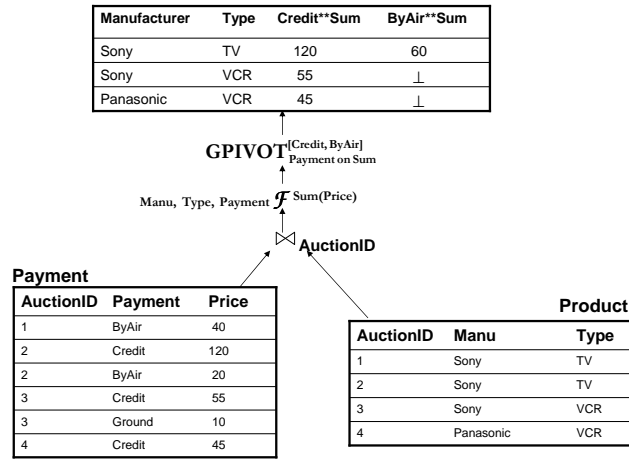 Manufacturer Type Credit**Sum ByAir**Sum
Sony TV 120 60
Sony VCR 55 ⊥
Panasonic VCR 45 ⊥
GPIVOT [Credit, ByAir] Payment on Sum
Manu, Type, Payment ℱ Sum(Price)
⋈ AuctionID
Payment
AuctionID Payment Price
1 ByAir 40
2 Credit 120
2 ByAir 20
3 Credit 55
3 Ground 10
4 Credit 45
Product
AuctionID Manu Type
1 Sony TV
2 Sony TV
3 Sony VCR
4 Panasonic VCR